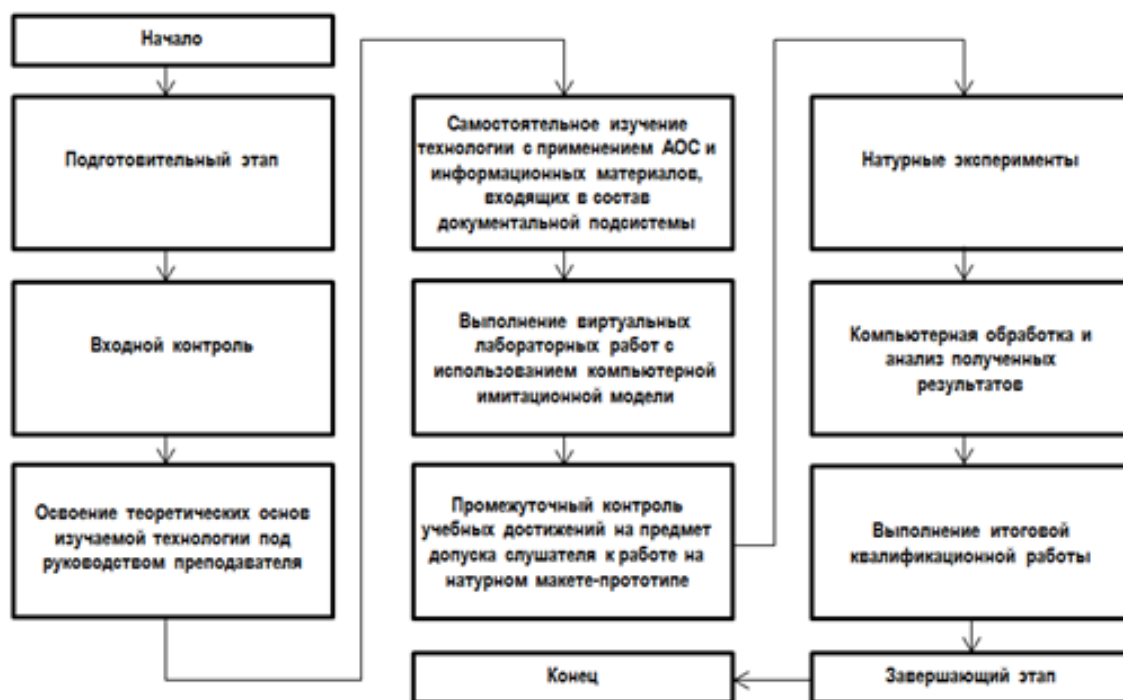 Начало
Подготовительный этап
Входной контроль
Освоение теоретических основ
изучаемой технологии под
руководством преподавателя
Самостоятельное изучение
технологии с применением АОС и
информационных материалов,
входящих в состав
документальной подсистемы
Выполнение виртуальных
лабораторных работ с
использованием компьютерной
имитационной модели
Промежуточный контроль
учебных достижений на предмет
допуска слушателя к работе на
натурном макете-прототипе
Натурные эксперименты
Компьютерная обработка и
анализ полученных
результатов
Выполнение итоговой
квалификационной работы
Завершающий этап
Конец